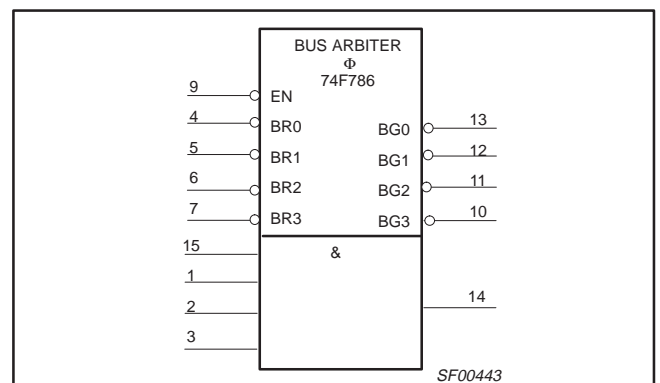 BUS ARBITER
Φ
74F786
9 EN
4 BR0 BG0 13
5 BR1 BG1 12
6 BR2 BG2 11
7 BR3 BG3 10
15 &
1
2 14
3
SF00443